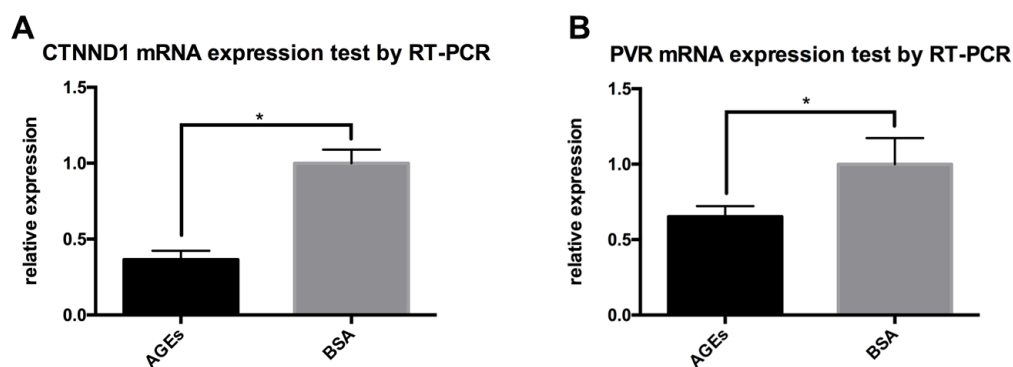 A
CTNND1 mRNA expression test by RT-PCR
relative expression
1.5
1.0
0.5
0.0
*
AGEs
BSA
B
PVR mRNA expression test by RT-PCR
relative expression
1.5
1.0
0.5
0.0
*
AGEs
BSA